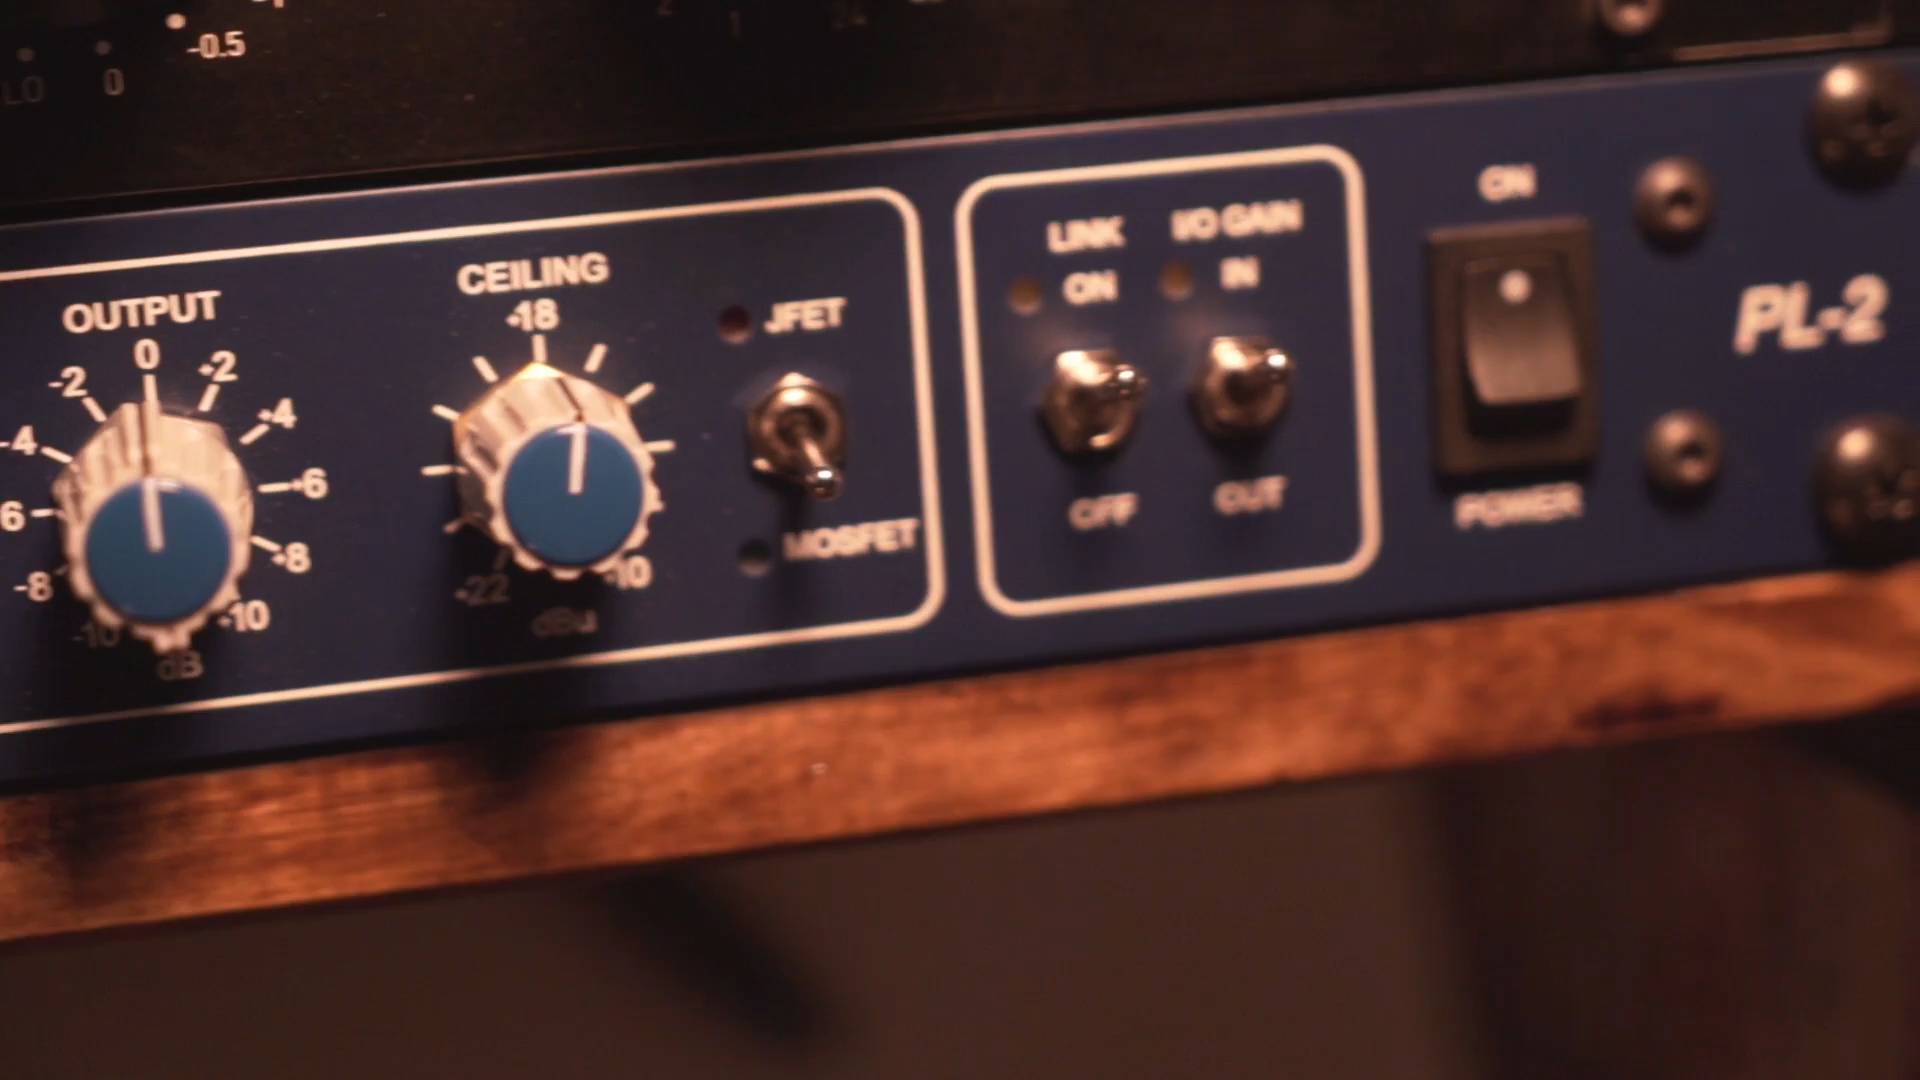 -0.5
LO 0
OUTPUT
0
-2 +2
-4 +4
6 +6
-8 +8
-10 +10
dB
CEILING
+18
+22 +10
dBu
JFET
MOSFET
LINK
ON
OFF
I/O GAIN
IN
OUT
ON
POWER
PL-2